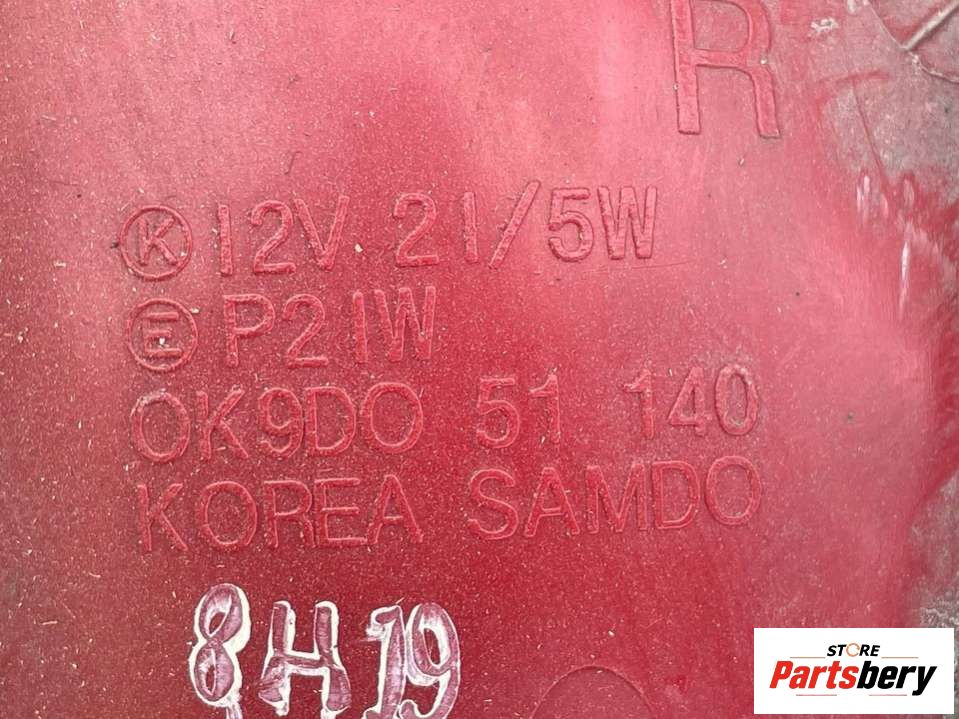 R
K 12V 21/5W
E P21W
OK9DO 51 140
KOREA SAMDO
8H19
STORE
Partsbery